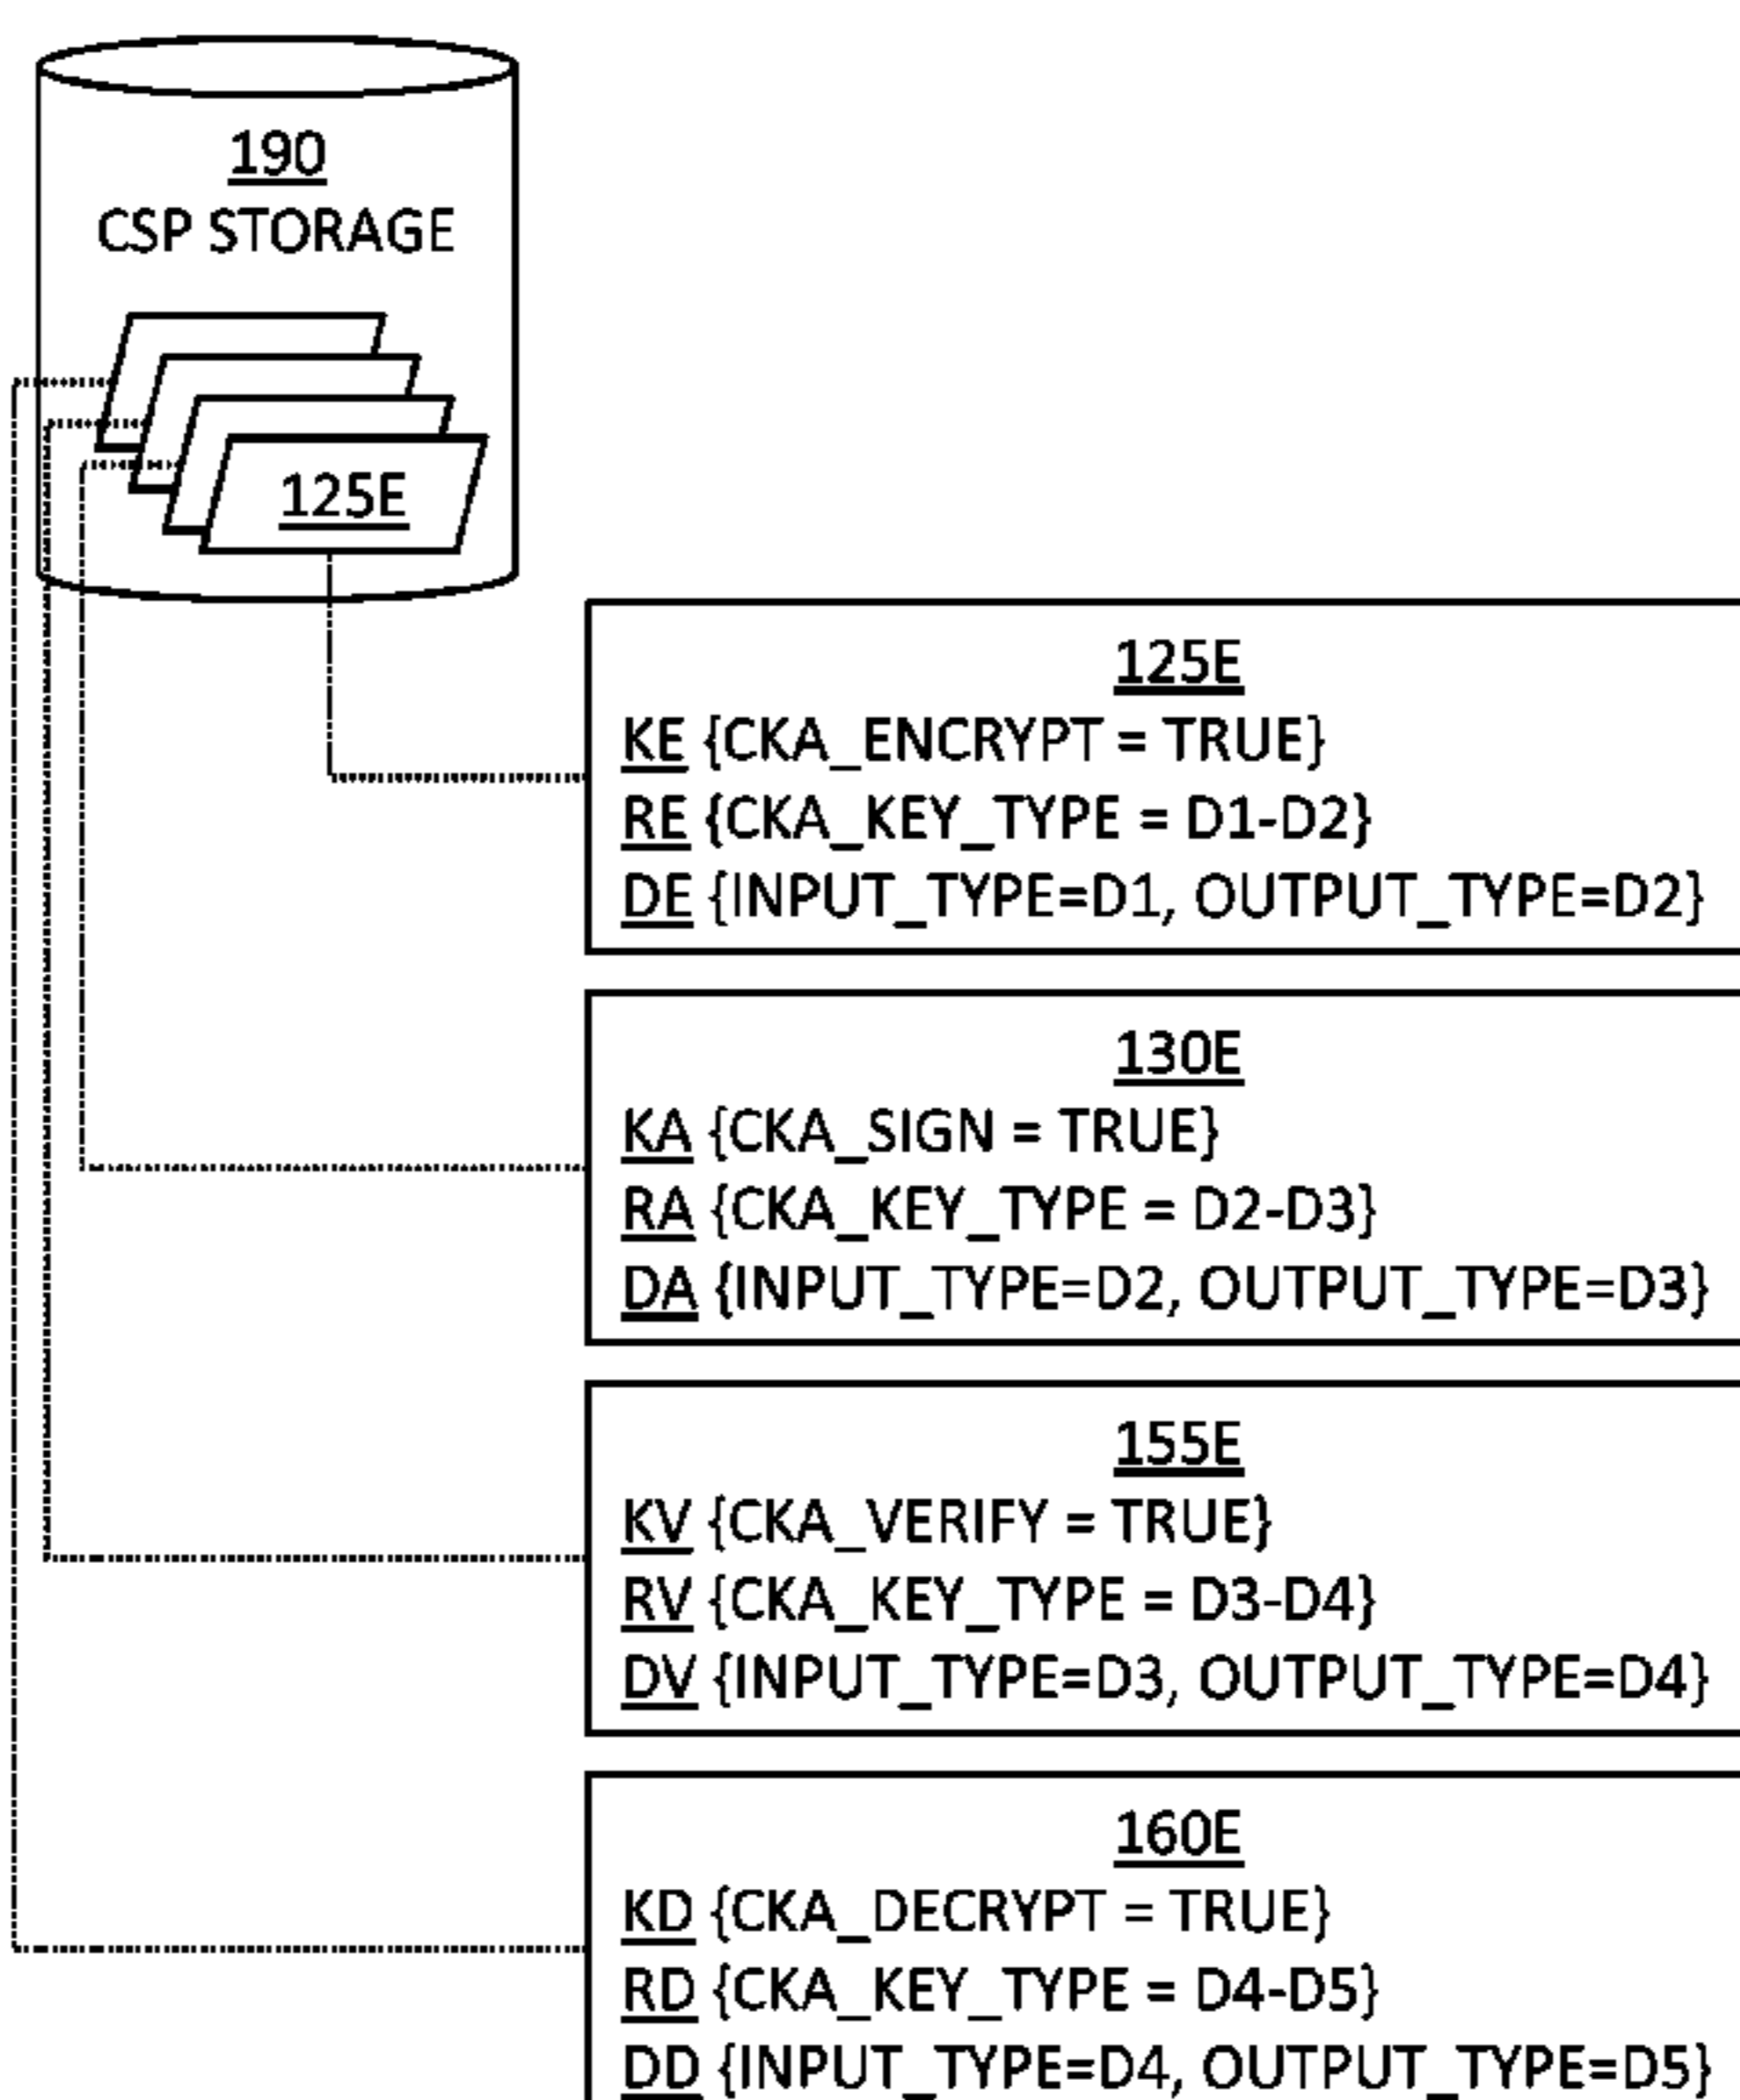 190
CSP STORAGE
125E
125E
KE {CKA_ENCRYPT = TRUE}
RE {CKA_KEY_TYPE = D1-D2}
DE {INPUT_TYPE=D1, OUTPUT_TYPE=D2}
130E
KA {CKA_SIGN = TRUE}
RA {CKA_KEY_TYPE = D2-D3}
DA {INPUT_TYPE=D2, OUTPUT_TYPE=D3}
155E
KV {CKA_VERIFY = TRUE}
RV {CKA_KEY_TYPE = D3-D4}
DV {INPUT_TYPE=D3, OUTPUT_TYPE=D4}
160E
KD {CKA_DECRYPT = TRUE}
RD {CKA_KEY_TYPE = D4-D5}
DD {INPUT_TYPE=D4, OUTPUT_TYPE=D5}